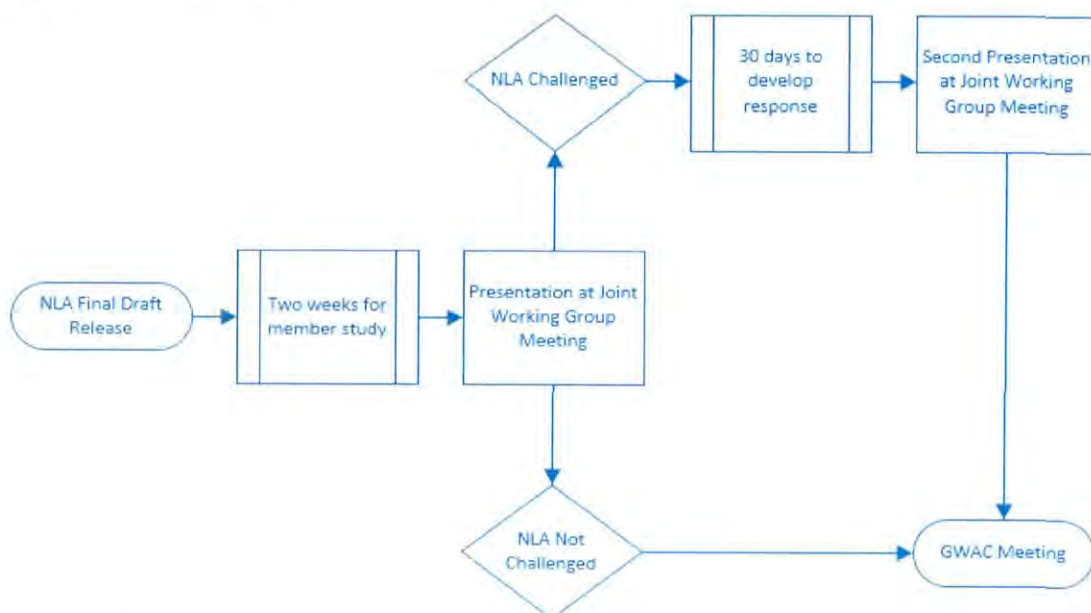 NLA Challenged
30 days to
develop
response
Second Presentation
at Joint Working
Group Meeting
NLA Final Draft
Release
Two weeks for
member study
Presentation at Joint
Working Group
Meeting
NLA Not
Challenged
GWAC Meeting